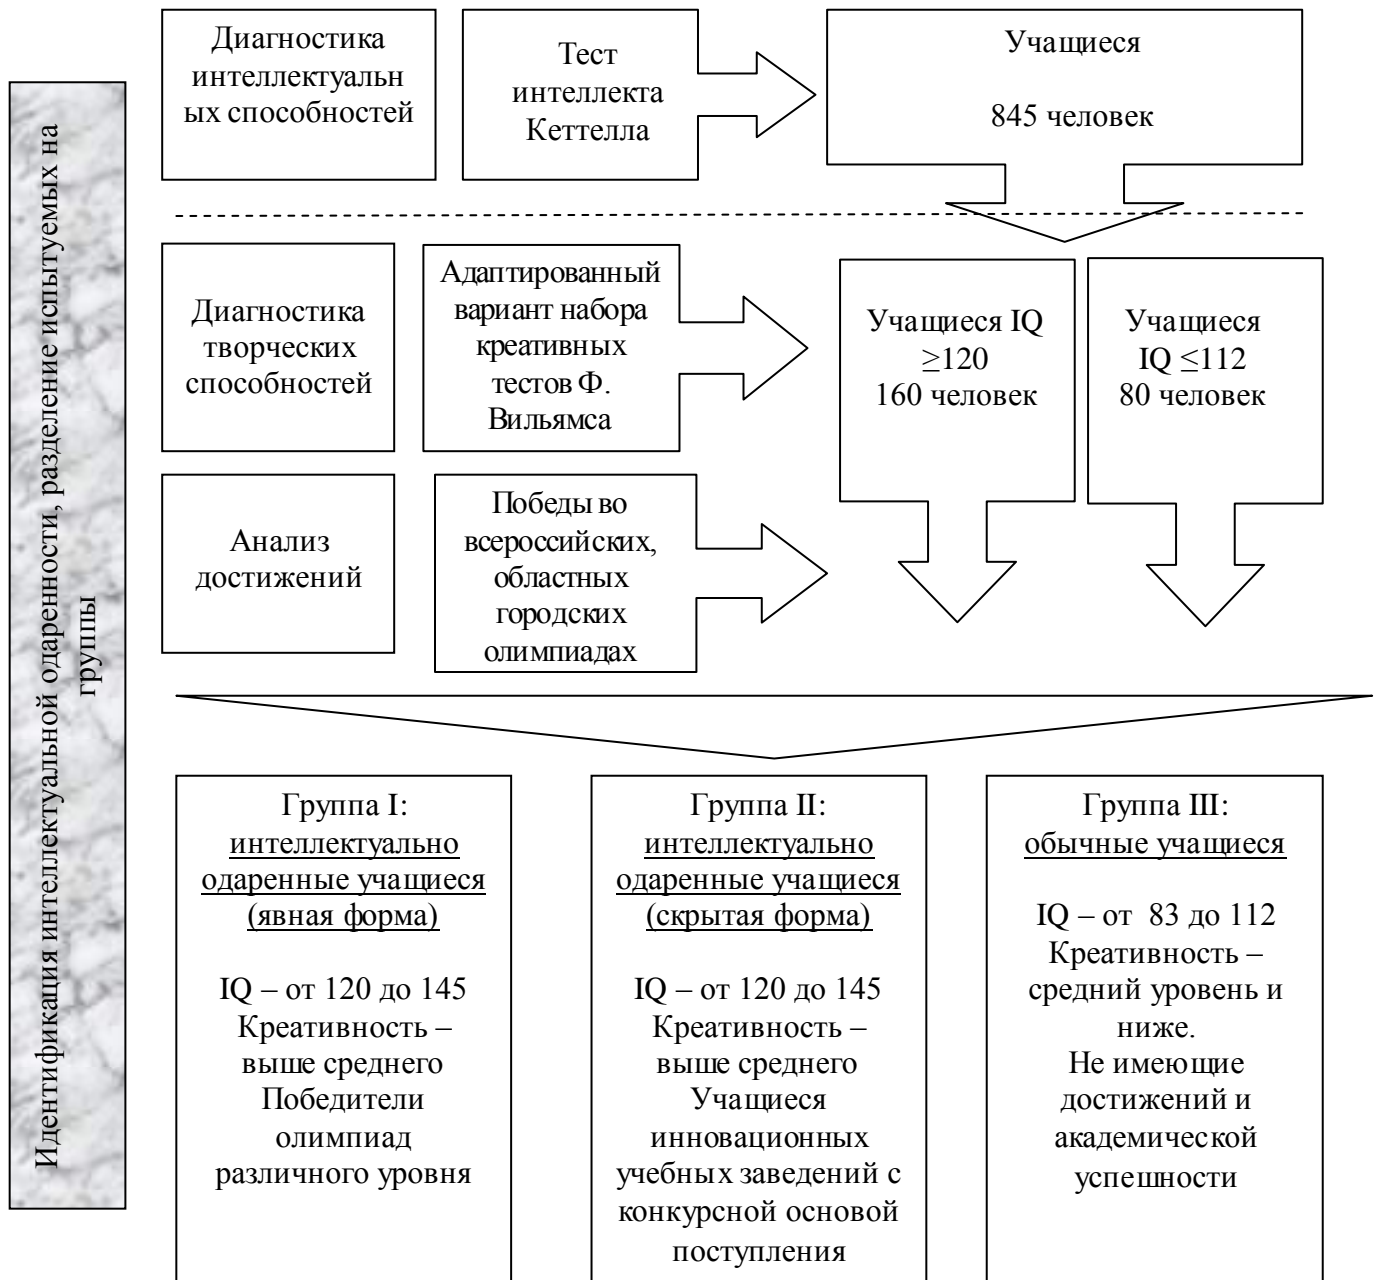 Идентификация интеллектуальной одаренности, разделение испытуемых на
группы
Диагностика
интеллектуальн
ых способностей
Тест
интеллекта
Кеттелла
Учащиеся
845 человек
Диагностика
творческих
способностей
Адаптированный
вариант набора
креативных
тестов Ф.
Вильямса
Учащиеся IQ
≥120
160 человек
Учащиеся
IQ ≤112
80 человек
Анализ
достижений
Победы во
всероссийских,
областных
городских
олимпиадах
Группа I:
интеллектуально
одаренные учащиеся
(явная форма)
IQ – от 120 до 145
Креативность –
выше среднего
Победители
олимпиад
различного уровня
Группа II:
интеллектуально
одаренные учащиеся
(скрытая форма)
IQ – от 120 до 145
Креативность –
выше среднего
Учащиеся
инновационных
учебных заведений с
конкурсной основой
поступления
Группа III:
обычные учащиеся
IQ – от 83 до 112
Креативность –
средний уровень и
ниже.
Не имеющие
достижений и
академической
успешности